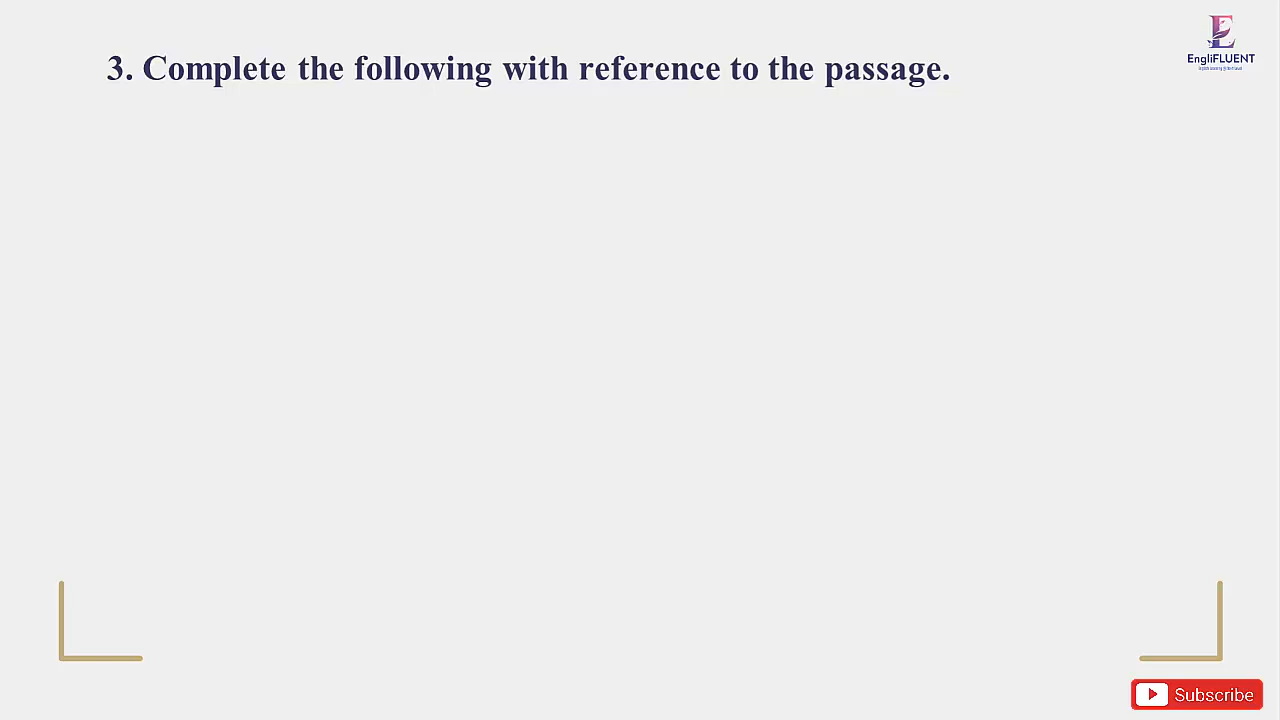 3. Complete the following with reference to the passage.
E
EngliFLUENT
Subscribe